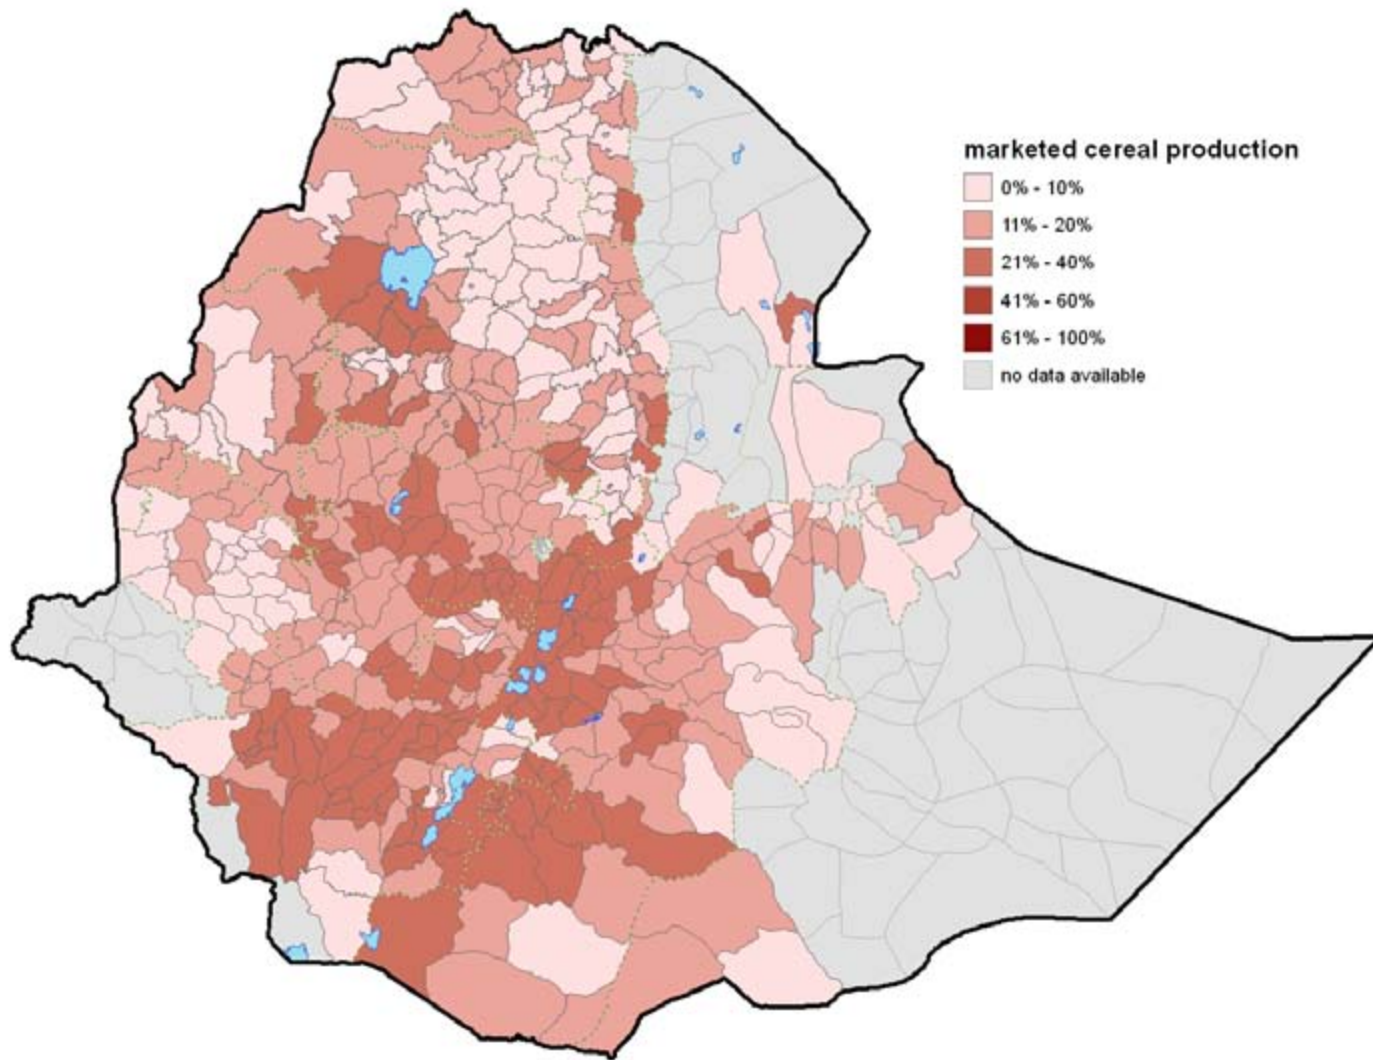 marketed cereal production
0% - 10%
11% - 20%
21% - 40%
41% - 60%
61% - 100%
no data available